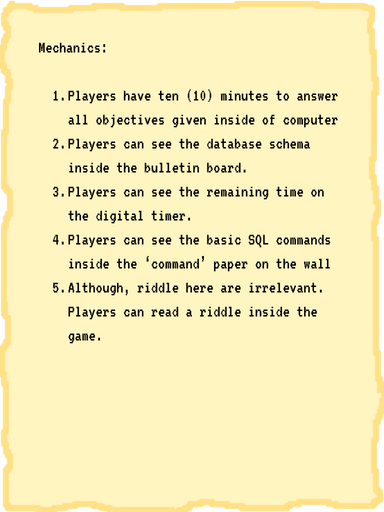 Mechanics:
1.Players have ten (10) minutes to answer
all objectives given inside of computer
2.Players can see the database schema
inside the bulletin board.
3.Players can see the remaining time on
the digital timer.
4.Players can see the basic SQL commands
inside the ‘command’ paper on the wall
5.Although, riddle here are irrelevant.
Players can read a riddle inside the
game.